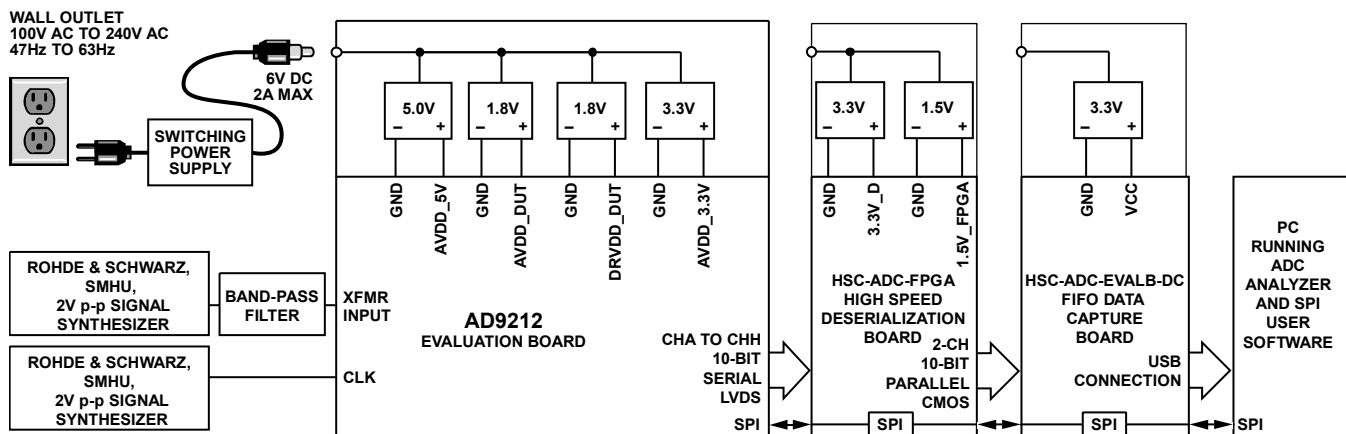 WALL OUTLET
100V AC TO 240V AC
47Hz TO 63Hz
6V DC
2A MAX
SWITCHING
POWER
SUPPLY
5.0V
– +
1.8V
– +
1.8V
– +
3.3V
– +
GND
AVDD_5V
GND
AVDD_DUT
GND
DRVDD_DUT
GND
AVDD_3.3V
3.3V
– +
1.5V
– +
GND
3.3V_D
GND
1.5V_FPGA
3.3V
– +
GND
VCC
ROHDE & SCHWARZ,
SMHU,
2V p-p SIGNAL
SYNTHESIZER
BAND-PASS
FILTER
XFMR
INPUT
ROHDE & SCHWARZ,
SMHU,
2V p-p SIGNAL
SYNTHESIZER
CLK
AD9212
EVALUATION BOARD
CHA TO CHH
10-BIT
SERIAL
LVDS
SPI
HSC-ADC-FPGA
HIGH SPEED
DESERIALIZATION
BOARD
2-CH
10-BIT
PARALLEL
CMOS
SPI
HSC-ADC-EVALB-DC
FIFO DATA
CAPTURE
BOARD
USB
CONNECTION
SPI
PC
RUNNING
ADC
ANALYZER
AND SPI
USER
SOFTWARE
SPI